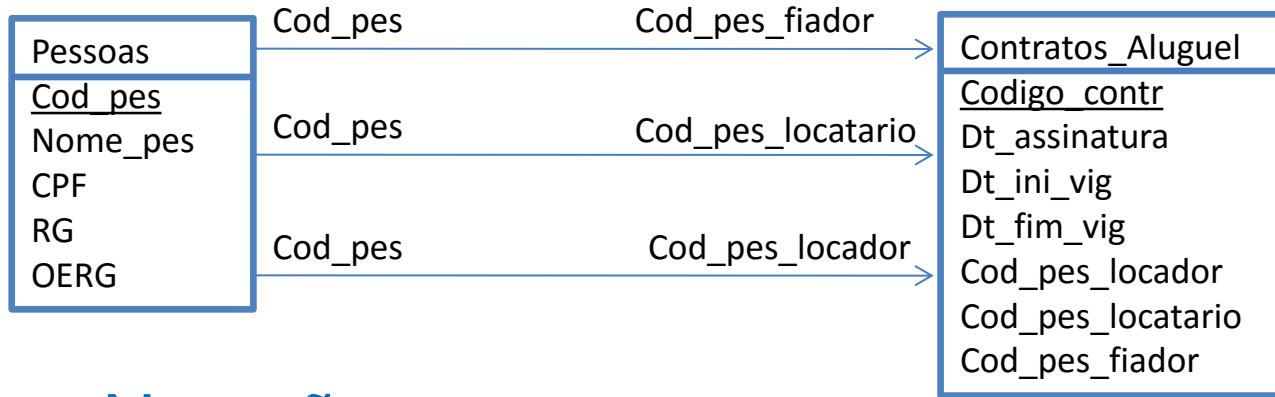 Cod_pes
Cod_pes_fiador
Pessoas
Contratos_Aluguel
Cod_pes
Nome_pes
CPF
RG
OERG
Cod_pes
Cod_pes_locatario
Cod_pes
Cod_pes_locador
Codigo_contr
Dt_assinatura
Dt_ini_vig
Dt_fim_vig
Cod_pes_locador
Cod_pes_locatario
Cod_pes_fiador